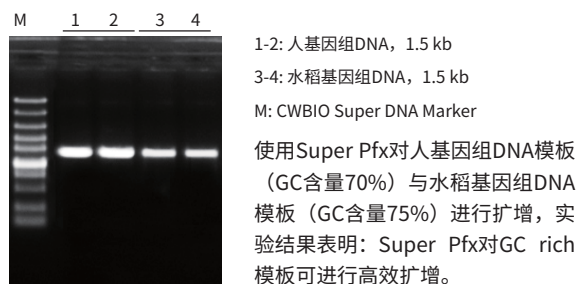 M 1 2 3 4
1-2: 人基因组DNA，1.5 kb
3-4: 水稻基因组DNA，1.5 kb
M: CWBIO Super DNA Marker
使用Super Pfx对人基因组DNA模板
（GC含量70%）与水稻基因组DNA
模板（GC含量75%）进行扩增，实
验结果表明：Super Pfx对GC rich
模板可进行高效扩增。